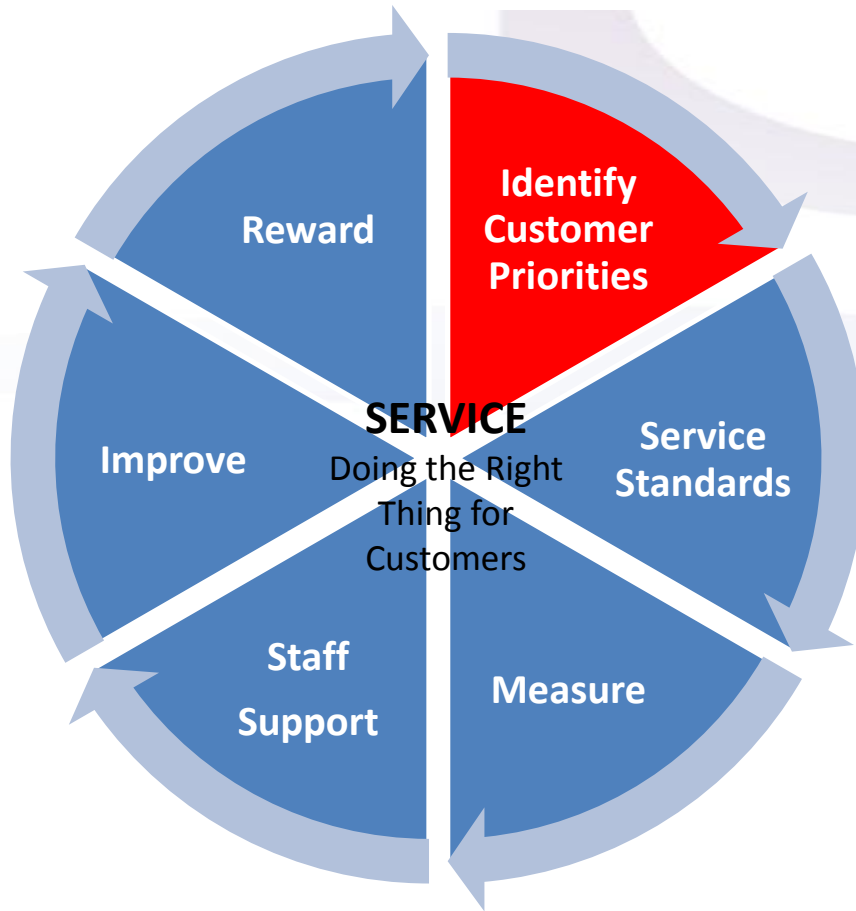 Identify
Customer
Priorities
Service
Standards
Measure
Staff
Support
Improve
Reward
SERVICE
Doing the Right
Thing for
Customers